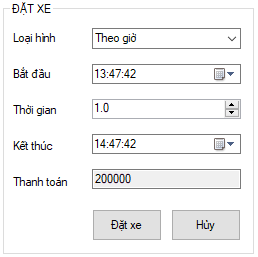 ĐẶT XE
Loại hình Theo giờ
Bắt đầu 13:47:42
Thời gian 1.0
Kết thúc 14:47:42
Thanh toán 200000
Đặt xe Hủy